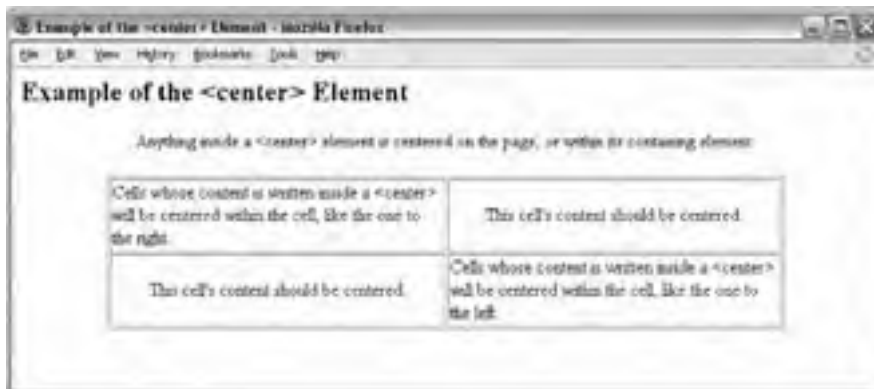 Example of the <center> Element - Mozilla Firefox
File Edit View History Bookmarks Tools Help
Example of the <center> Element
Anything inside a <center> element is centered on the page, or within its containing element
Cells whose content is written inside a <center>
will be centered within the cell, like the one to
the right.
This cell's content should be centered.
This cell's content should be centered.
Cells whose content is written inside a <center>
will be centered within the cell, like the one to
the left